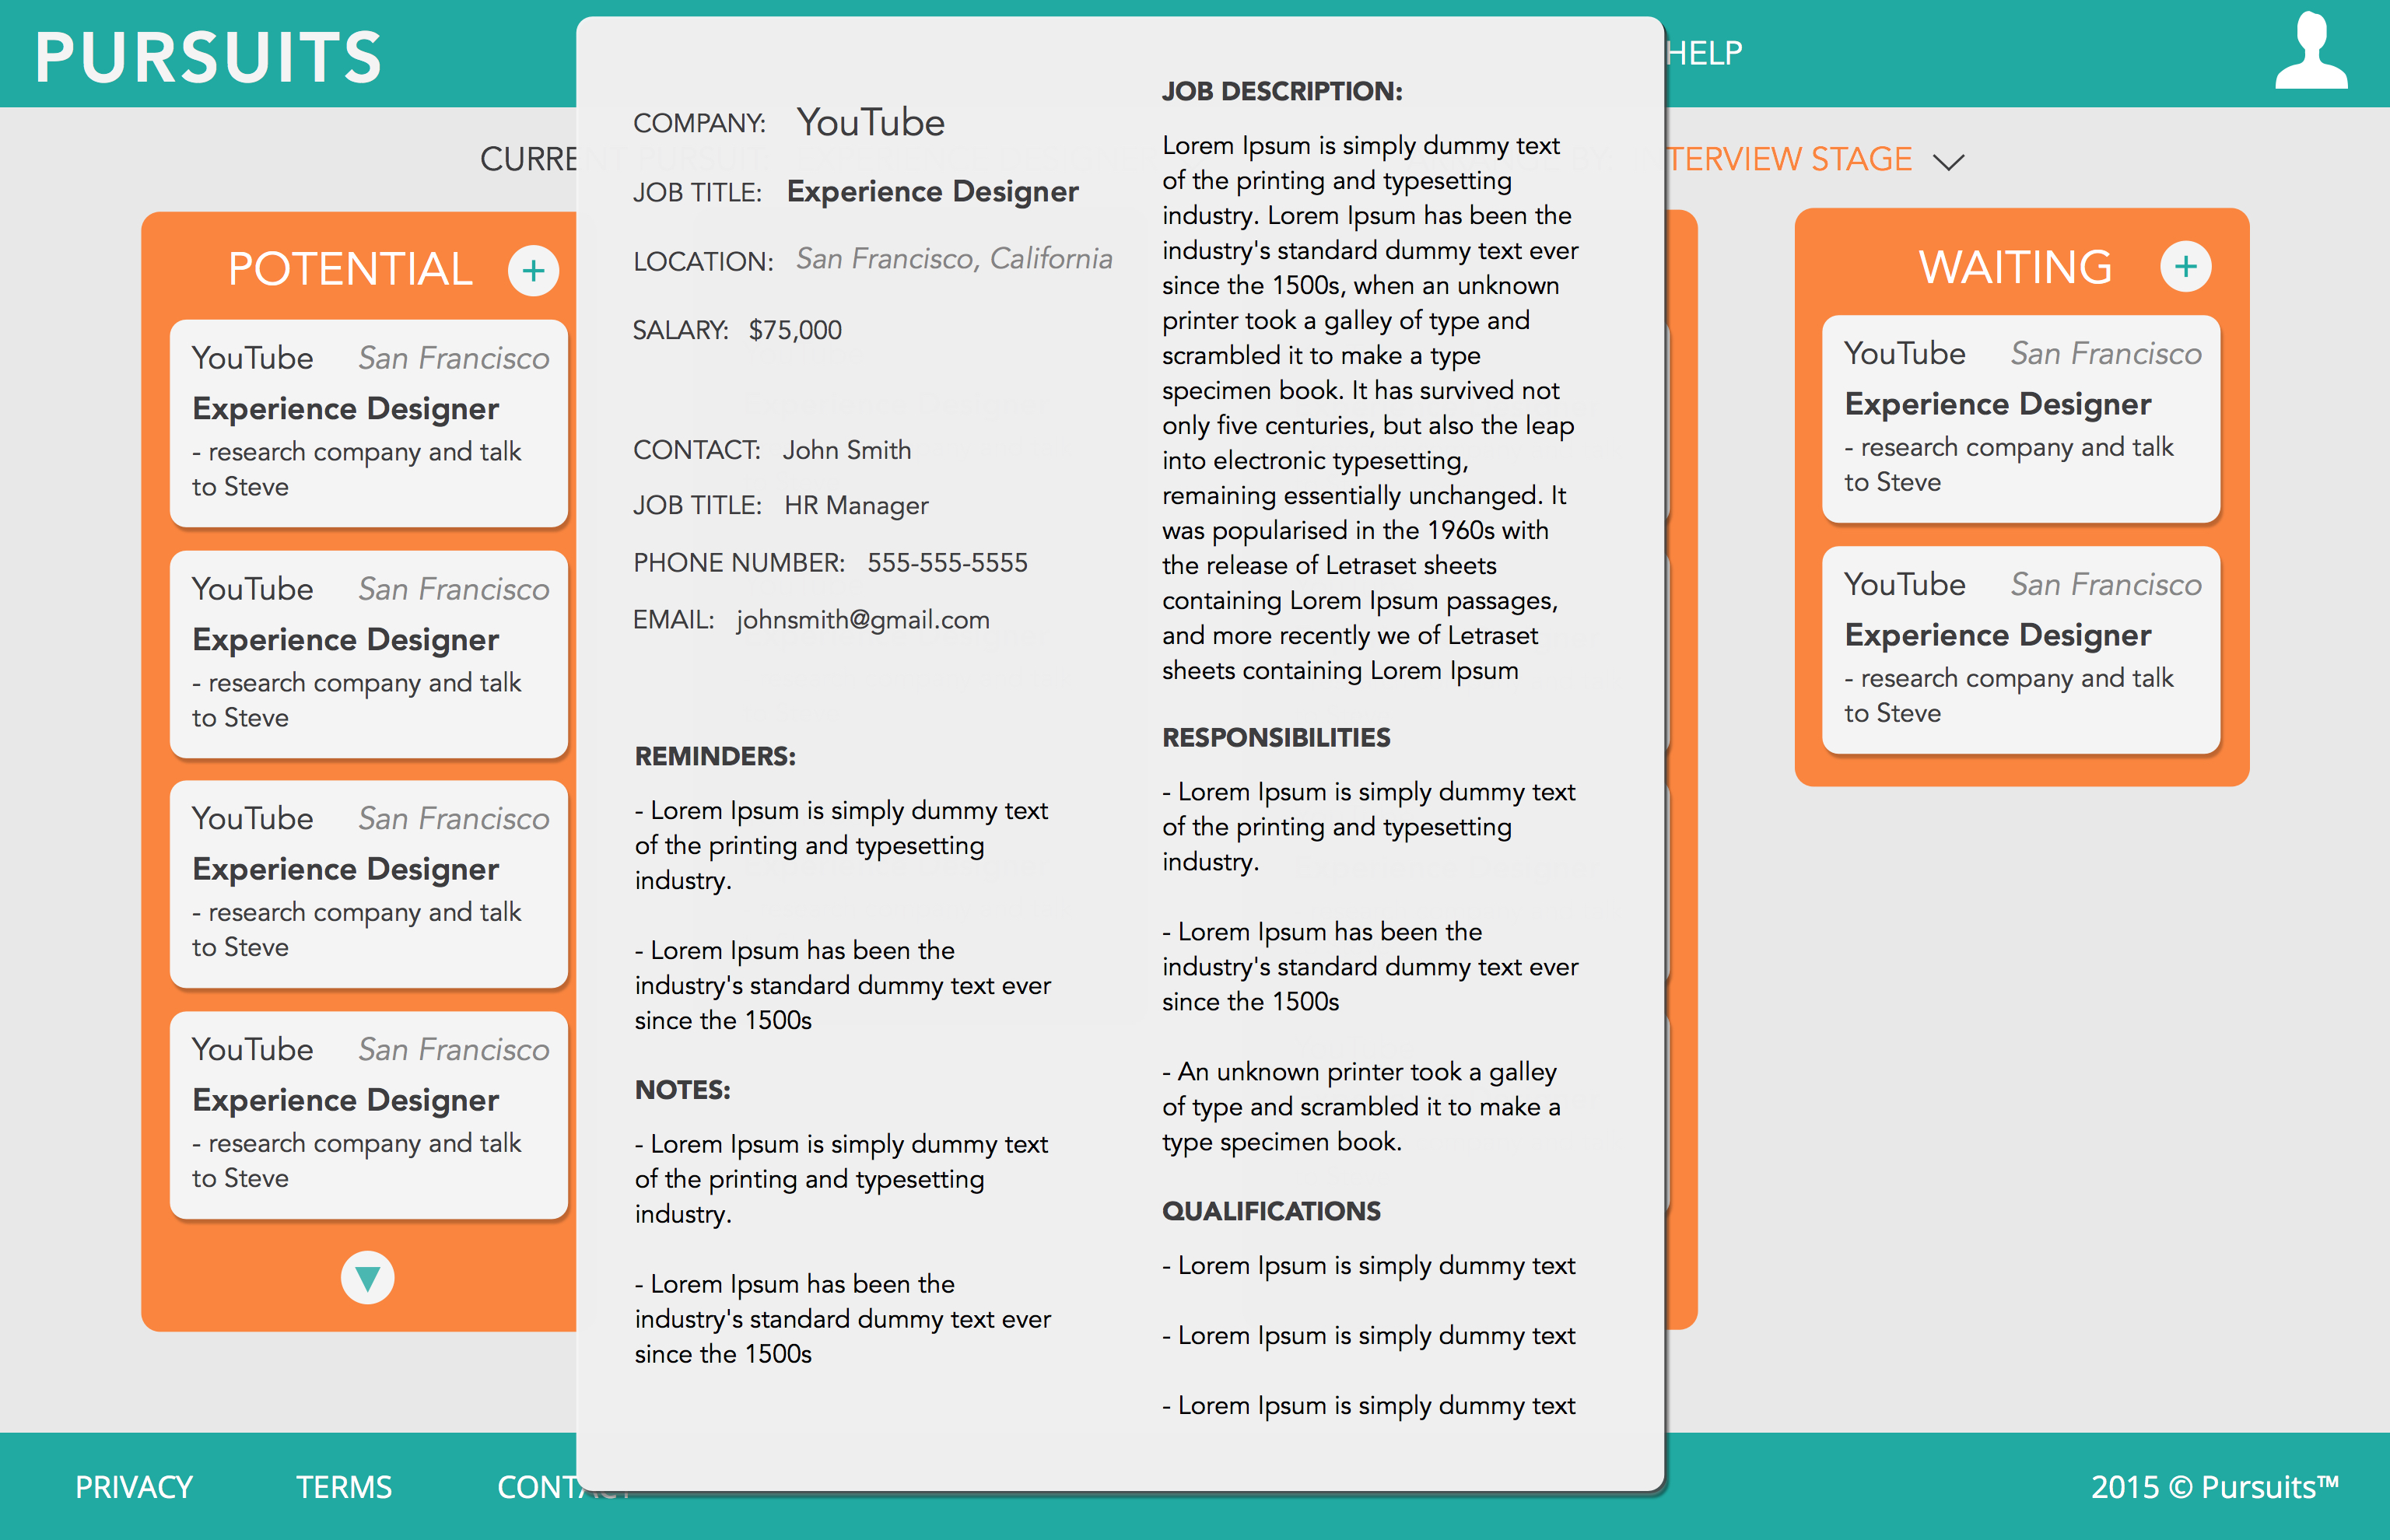 PURSUITS
HELP
CURRENT PURSUIT
BY
TERVIEW STAGE
POTENTIAL +
YouTube San Francisco
Experience Designer
- research company and talk
to Steve
YouTube San Francisco
Experience Designer
- research company and talk
to Steve
YouTube San Francisco
Experience Designer
- research company and talk
to Steve
YouTube San Francisco
Experience Designer
- research company and talk
to Steve
COMPANY: YouTube
JOB TITLE: Experience Designer
LOCATION: San Francisco, California
SALARY: $75,000
CONTACT: John Smith
JOB TITLE: HR Manager
PHONE NUMBER: 555-555-5555
EMAIL: johnsmith@gmail.com
REMINDERS:
- Lorem Ipsum is simply dummy text
of the printing and typesetting
industry.
- Lorem Ipsum has been the
industry's standard dummy text ever
since the 1500s
NOTES:
- Lorem Ipsum is simply dummy text
of the printing and typesetting
industry.
- Lorem Ipsum has been the
industry's standard dummy text ever
since the 1500s
JOB DESCRIPTION:
Lorem Ipsum is simply dummy text
of the printing and typesetting
industry. Lorem Ipsum has been the
industry's standard dummy text ever
since the 1500s, when an unknown
printer took a galley of type and
scrambled it to make a type
specimen book. It has survived not
only five centuries, but also the leap
into electronic typesetting,
remaining essentially unchanged. It
was popularised in the 1960s with
the release of Letraset sheets
containing Lorem Ipsum passages,
and more recently we of Letraset
sheets containing Lorem Ipsum
RESPONSIBILITIES
- Lorem Ipsum is simply dummy text
of the printing and typesetting
industry.
- Lorem Ipsum has been the
industry's standard dummy text ever
since the 1500s
- An unknown printer took a galley
of type and scrambled it to make a
type specimen book.
QUALIFICATIONS
- Lorem Ipsum is simply dummy text
- Lorem Ipsum is simply dummy text
- Lorem Ipsum is simply dummy text
WAITING +
YouTube San Francisco
Experience Designer
- research company and talk
to Steve
YouTube San Francisco
Experience Designer
- research company and talk
to Steve
PRIVACY TERMS CONTACT
2015 © Pursuits™